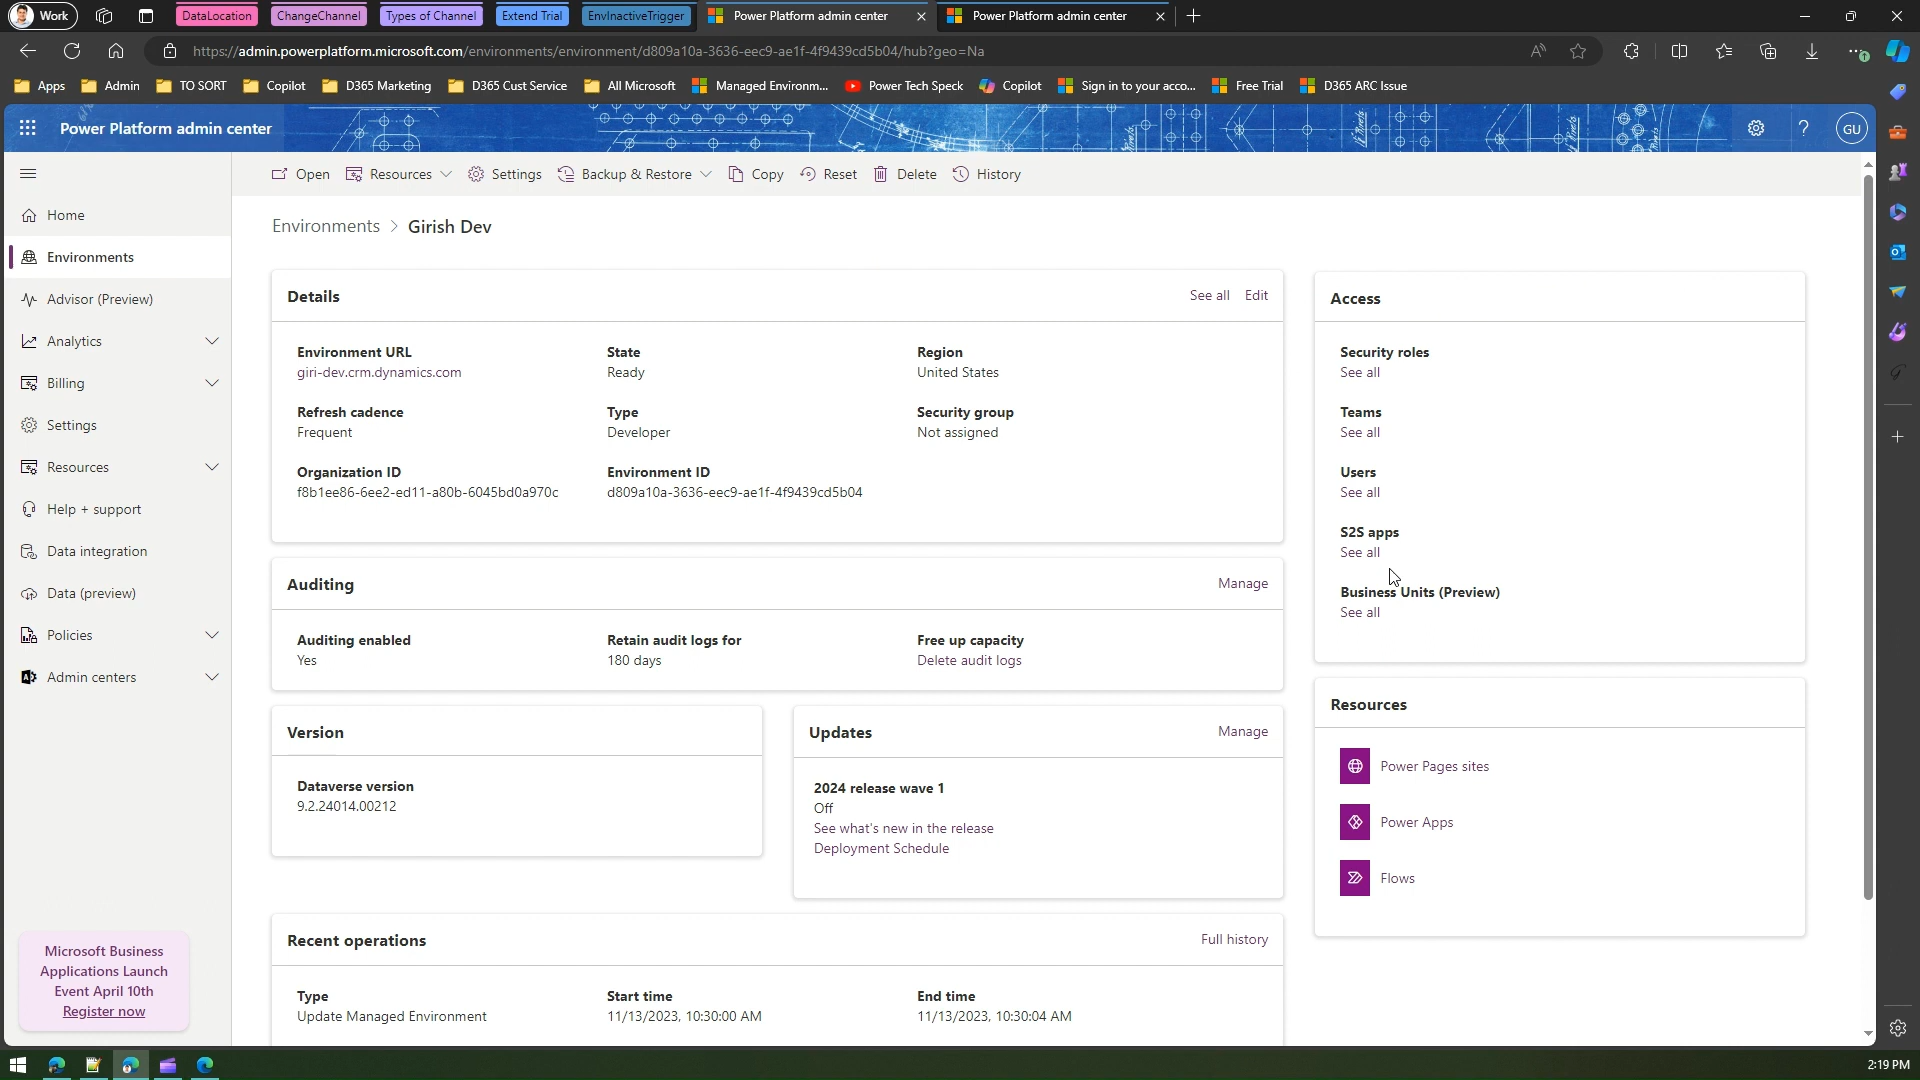 Work
DataLocation
ChangeChannel
Types of Channel
Extend Trial
EnvInactiveTrigger
Power Platform admin center
Power Platform admin center
https://admin.powerplatform.microsoft.com/environments/environment/d809a10a-3636-eec9-ae1f-4f9439cd5b04/hub?geo=Na
Apps
Admin
TO SORT
Copilot
D365 Marketing
D365 Cust Service
All Microsoft
Managed Environm...
Power Tech Speck
Copilot
Sign in to your acco...
Free Trial
D365 ARC Issue
Power Platform admin center
?
GU
Open
Resources
Settings
Backup & Restore
Copy
Reset
Delete
History
Home
Environments
Advisor (Preview)
Analytics
Billing
Settings
Resources
Help + support
Data integration
Data (preview)
Policies
Admin centers
Microsoft Business
Applications Launch
Event April 10th
Register now
Environments > Girish Dev
Details
See all
Edit
Environment URL
giri-dev.crm.dynamics.com
State
Ready
Region
United States
Refresh cadence
Frequent
Type
Developer
Security group
Not assigned
Organization ID
f8b1ee86-6ee2-ed11-a80b-6045bd0a970c
Environment ID
d809a10a-3636-eec9-ae1f-4f9439cd5b04
Auditing
Manage
Auditing enabled
Yes
Retain audit logs for
180 days
Free up capacity
Delete audit logs
Version
Dataverse version
9.2.24014.00212
Updates
Manage
2024 release wave 1
Off
See what's new in the release
Deployment Schedule
Recent operations
Full history
Type
Update Managed Environment
Start time
11/13/2023, 10:30:00 AM
End time
11/13/2023, 10:30:04 AM
Access
Security roles
See all
Teams
See all
Users
See all
S2S apps
See all
Business Units (Preview)
See all
Resources
Power Pages sites
Power Apps
Flows
2:19 PM